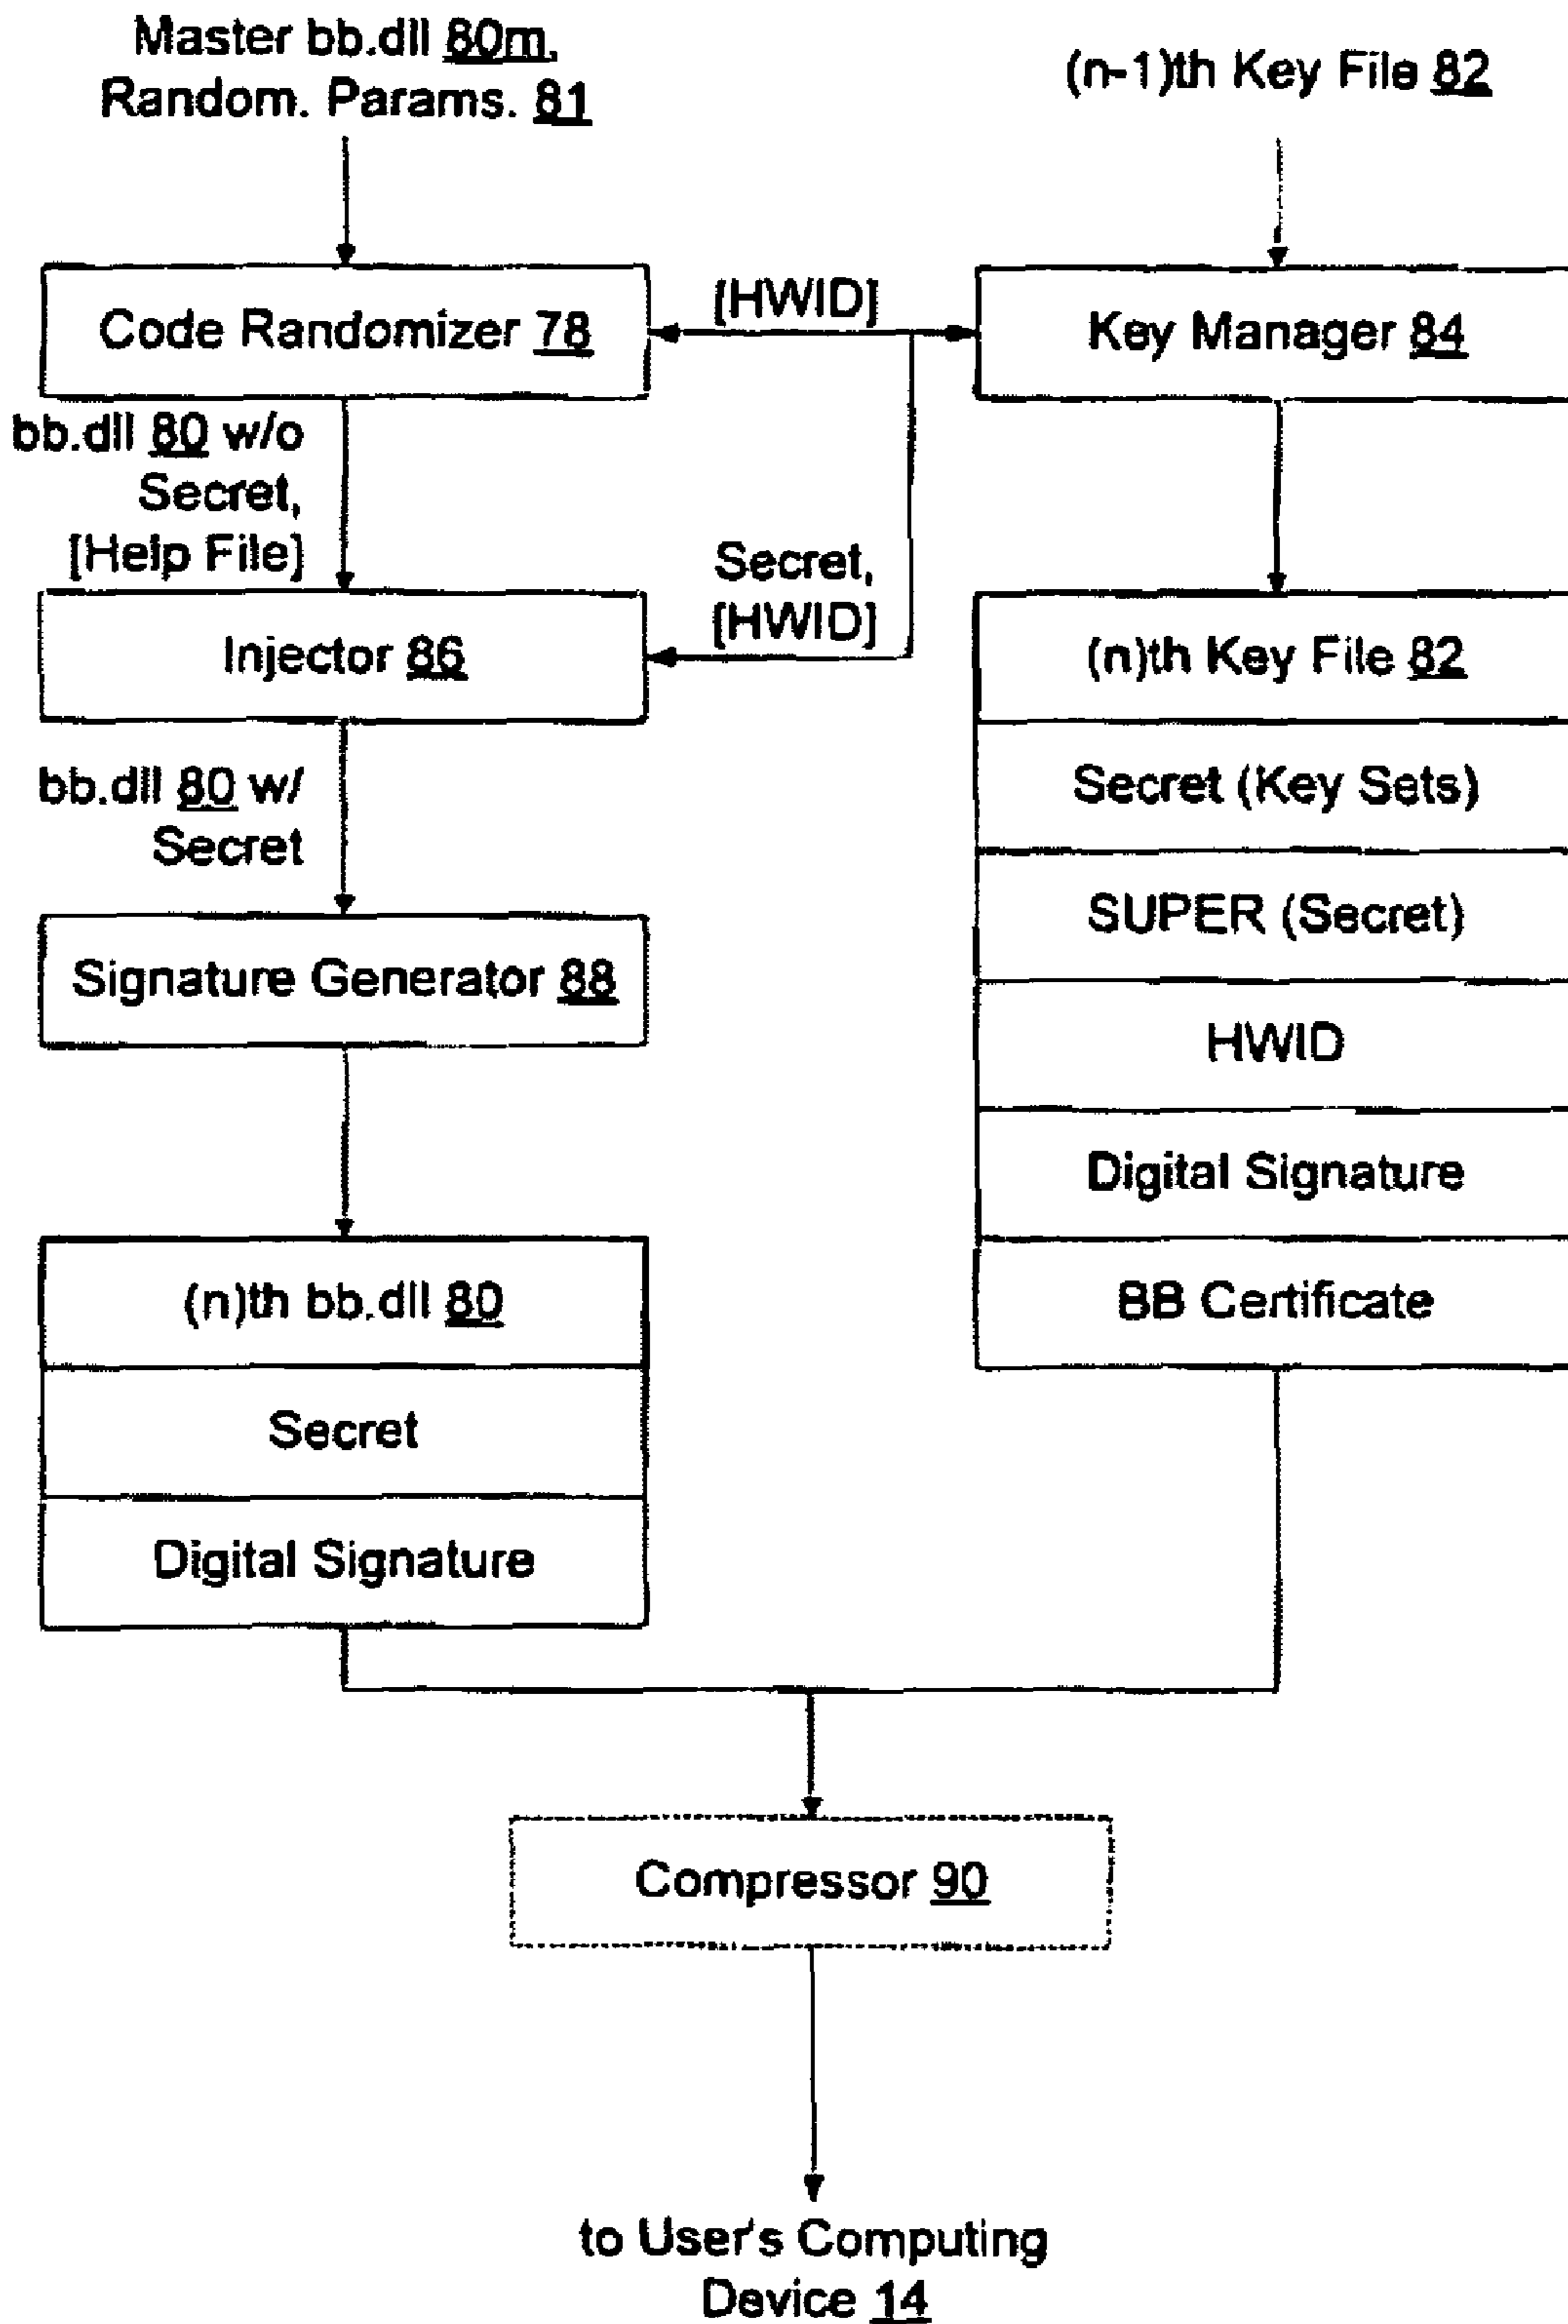 Master bb.dll 80m,
Random. Params. 81
(n-1)th Key File 82
Code Randomizer 78
[HWID]
Key Manager 84
bb.dll 80 w/o
Secret,
[Help File]
Secret,
[HWID]
Injector 86
(n)th Key File 82
Secret (Key Sets)
bb.dll 80 w/
Secret
SUPER (Secret)
Signature Generator 88
HWID
Digital Signature
(n)th bb.dll 80
BB Certificate
Secret
Digital Signature
Compressor 90
to User's Computing
Device 14